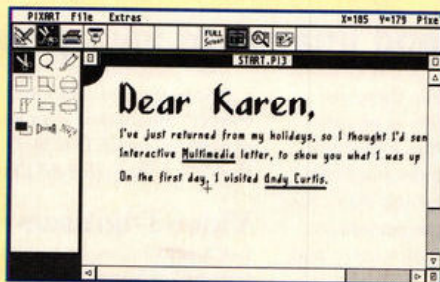 PIXART File Extras X=185 Y=179 Pixe
FULL
Screen
START.PI3
Dear Karen,
I've just returned from my holidays, so I thought I'd sen
Interactive Multimedia letter, to show you what I was up
On the first day, I visited Andy Curtis.